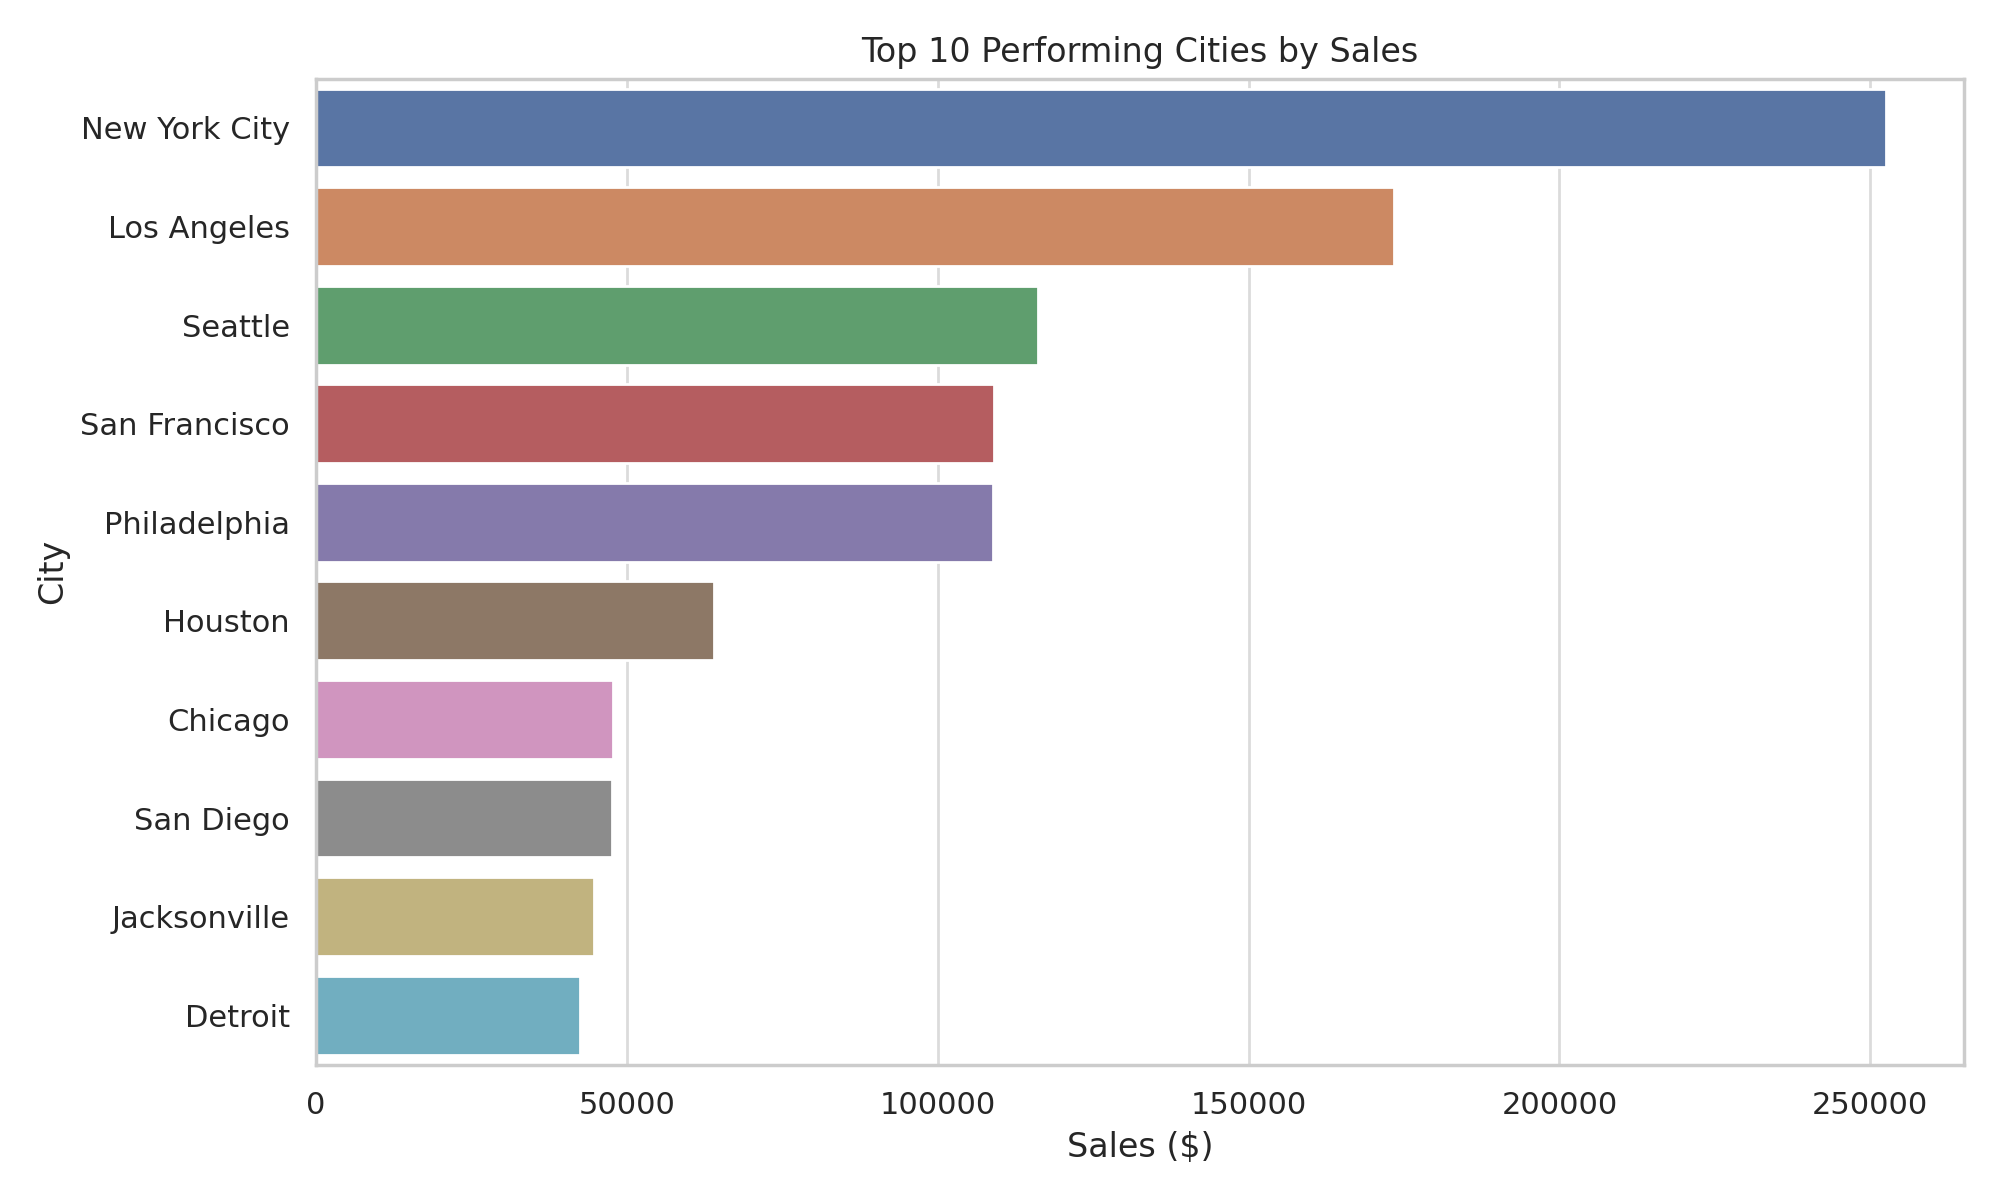 Top 10 Performing Cities by Sales
New York City
Los Angeles
Seattle
San Francisco
Philadelphia
Houston
Chicago
San Diego
Jacksonville
Detroit
City
0 50000 100000 150000 200000 250000
Sales ($)